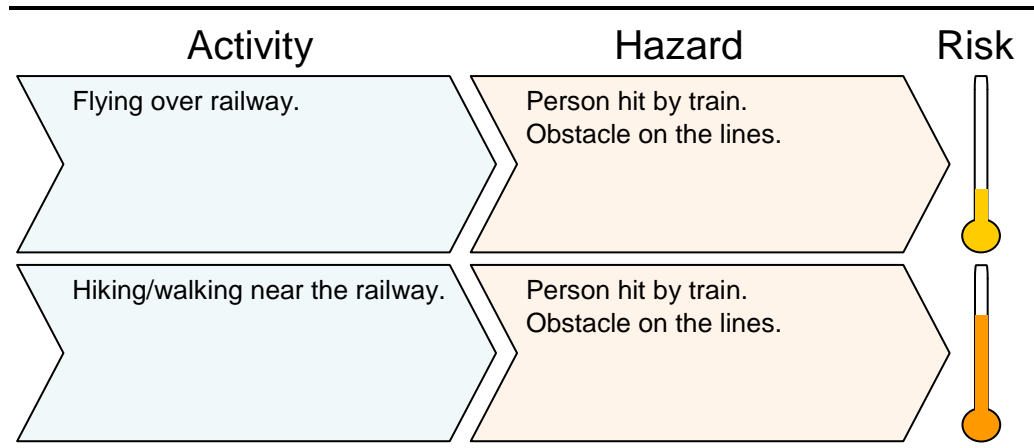 Activity Hazard Risk
Flying over railway.
Person hit by train.
Obstacle on the lines.
Hiking/walking near the railway.
Person hit by train.
Obstacle on the lines.